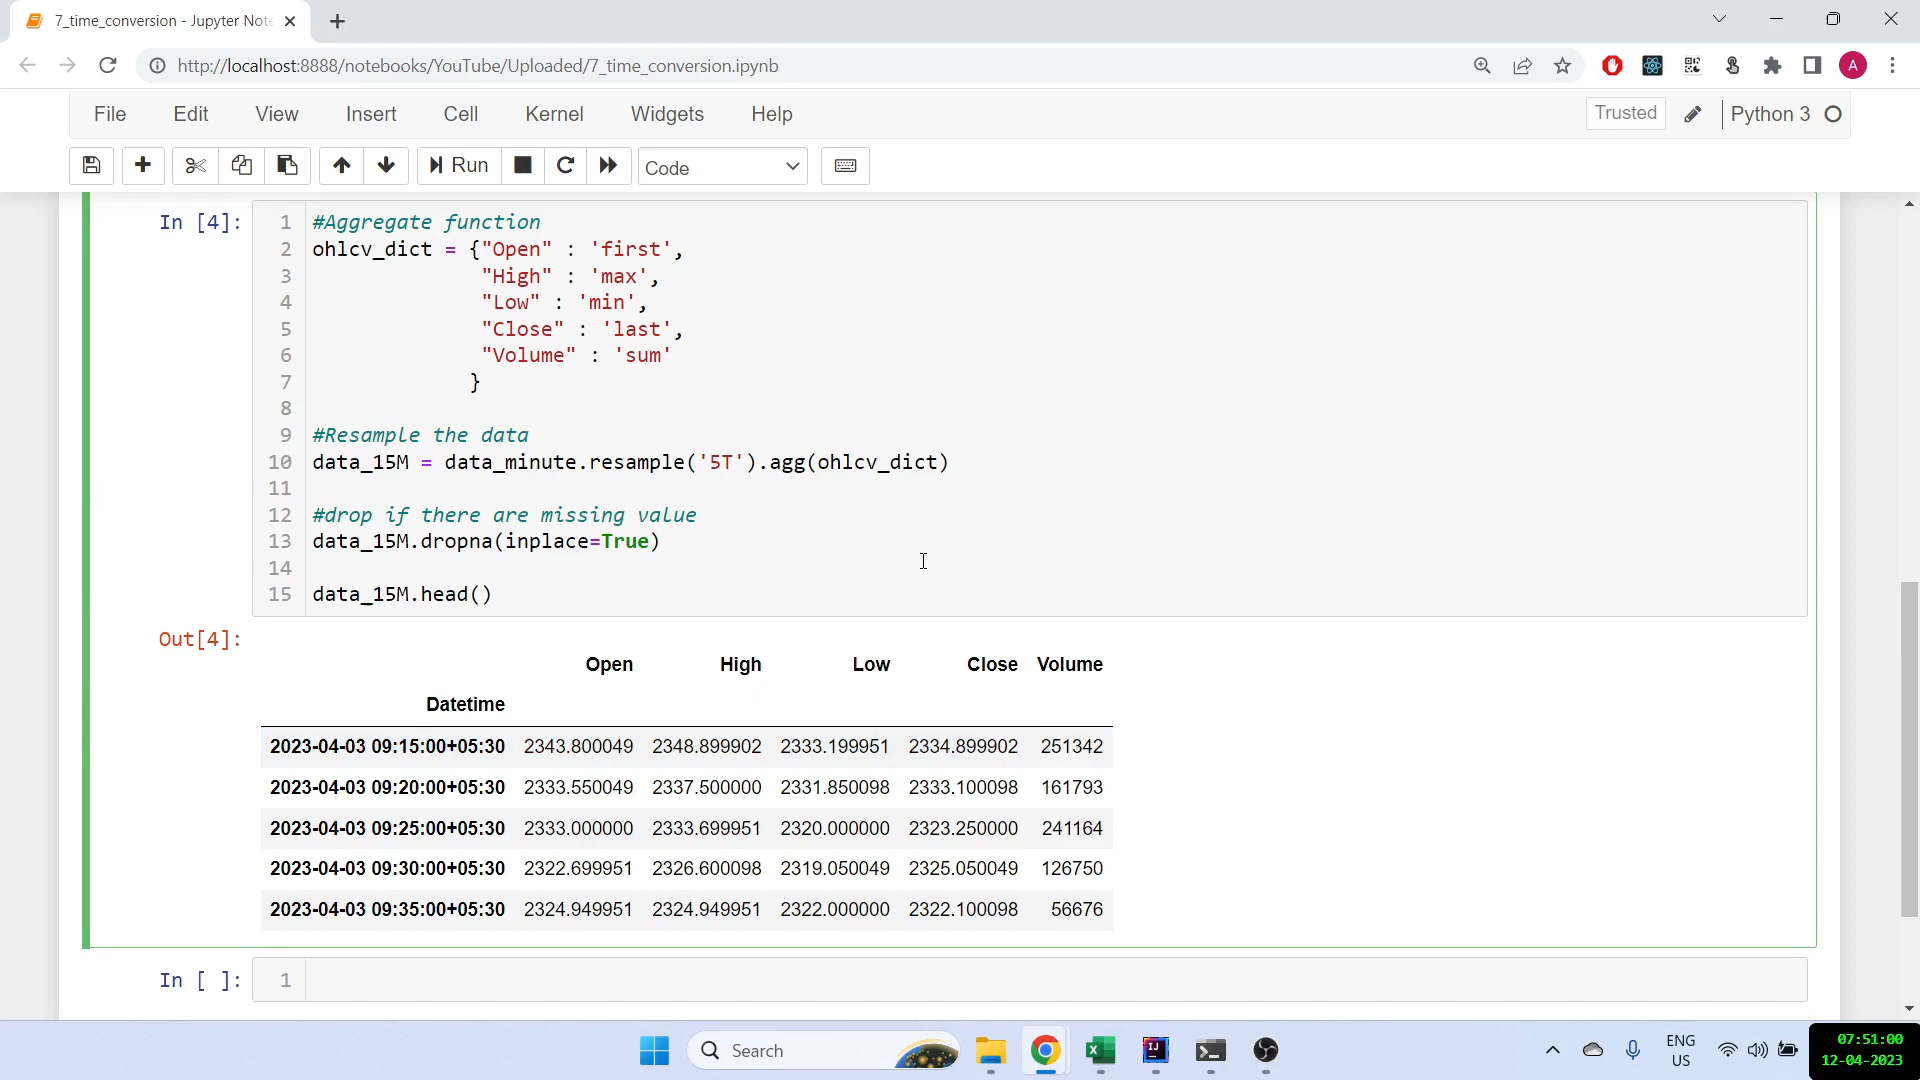 7_time_conversion - Jupyter Note
http://localhost:8888/notebooks/YouTube/Uploaded/7_time_conversion.ipynb
A
File Edit View Insert Cell Kernel Widgets Help
Trusted
Python 3
Run
Code
In [4]:
1 #Aggregate function
2 ohlcv_dict = {"Open" : 'first',
3 "High" : 'max',
4 "Low" : 'min',
5 "Close" : 'last',
6 "Volume" : 'sum'
7 }
8
9 #Resample the data
10 data_15M = data_minute.resample('5T').agg(ohlcv_dict)
11
12 #drop if there are missing value
13 data_15M.dropna(inplace=True)
14
15 data_15M.head()
Out[4]:
Open High Low Close Volume
Datetime
2023-04-03 09:15:00+05:30 2343.800049 2348.899902 2333.199951 2334.899902 251342
2023-04-03 09:20:00+05:30 2333.550049 2337.500000 2331.850098 2333.100098 161793
2023-04-03 09:25:00+05:30 2333.000000 2333.699951 2320.000000 2323.250000 241164
2023-04-03 09:30:00+05:30 2322.699951 2326.600098 2319.050049 2325.050049 126750
2023-04-03 09:35:00+05:30 2324.949951 2324.949951 2322.000000 2322.100098 56676
In [ ]: 1
Search
IJ
ENG
US
07:51:00
12-04-2023